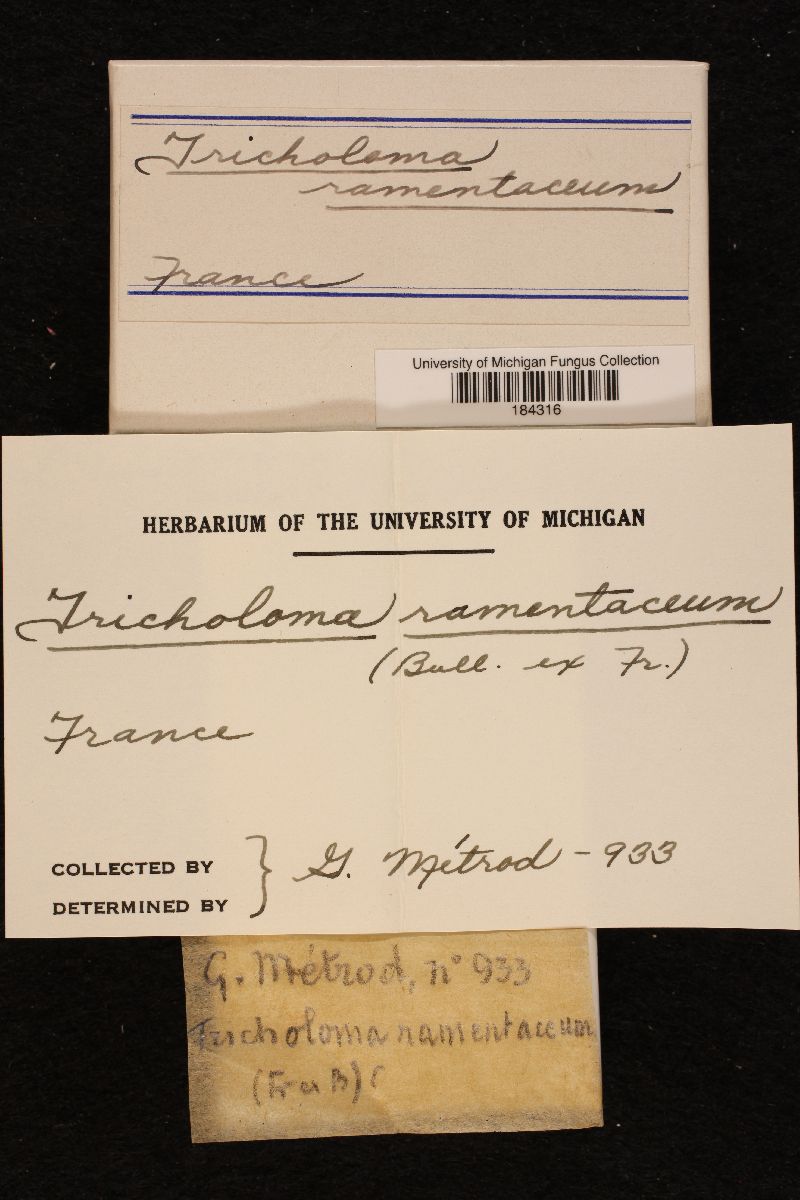 Tricholoma
ramentaceum
France
University of Michigan Fungus Collection
184316
HERBARIUM OF THE UNIVERSITY OF MICHIGAN
Tricholoma ramentaceum
(Bull. ex Fr.)
France
COLLECTED BY
DETERMINED BY
} G. Métrod - 933
G. Métrod, n° 933
Tricholoma ramentaceum
(Fr